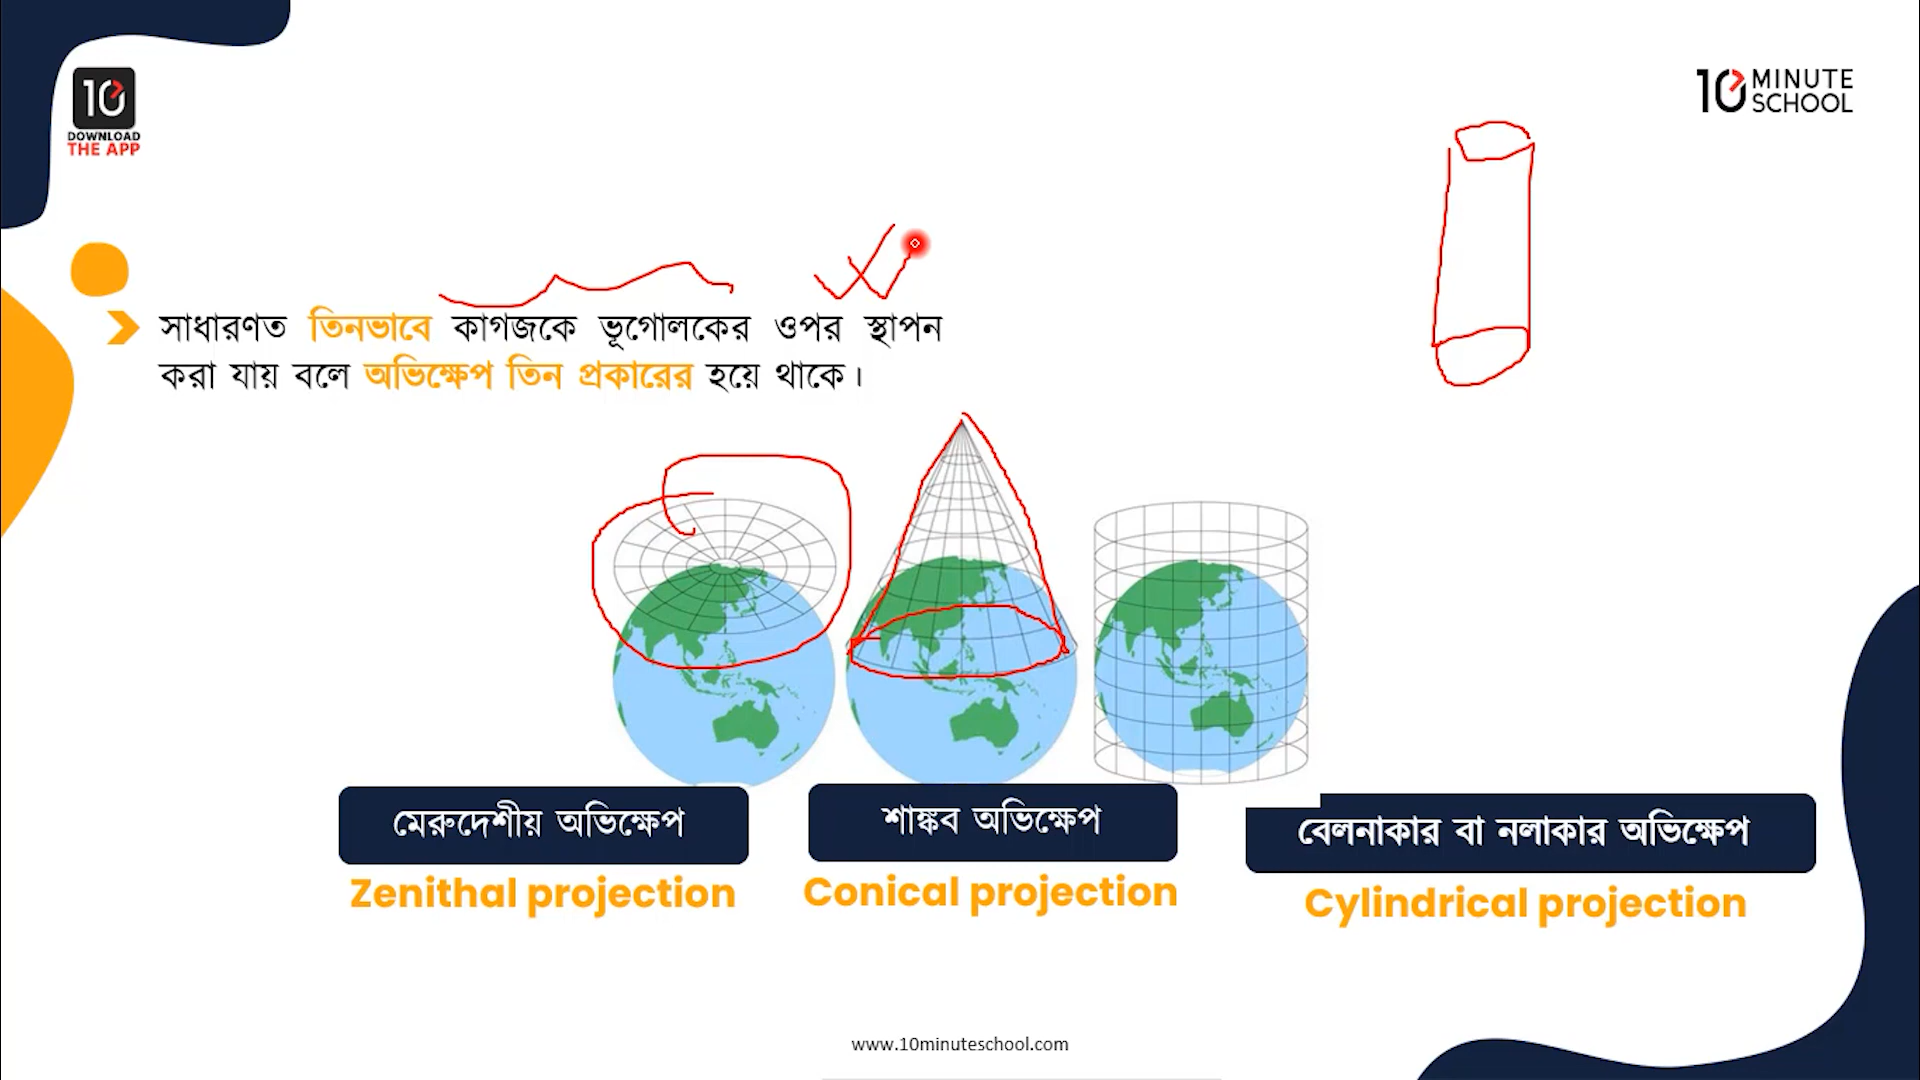 10
DOWNLOAD
THE APP
10 MINUTE
SCHOOL
সাধারণত তিনভাবে কাগজকে ভূগোলকের ওপর স্থাপন
করা যায় বলে অভিক্ষেপ তিন প্রকারের হয়ে থাকে।
মেরুদেশীয় অভিক্ষেপ
Zenithal projection
শাঙ্কব অভিক্ষেপ
Conical projection
বেলনাকার বা নলাকার অভিক্ষেপ
Cylindrical projection
www.10minuteschool.com